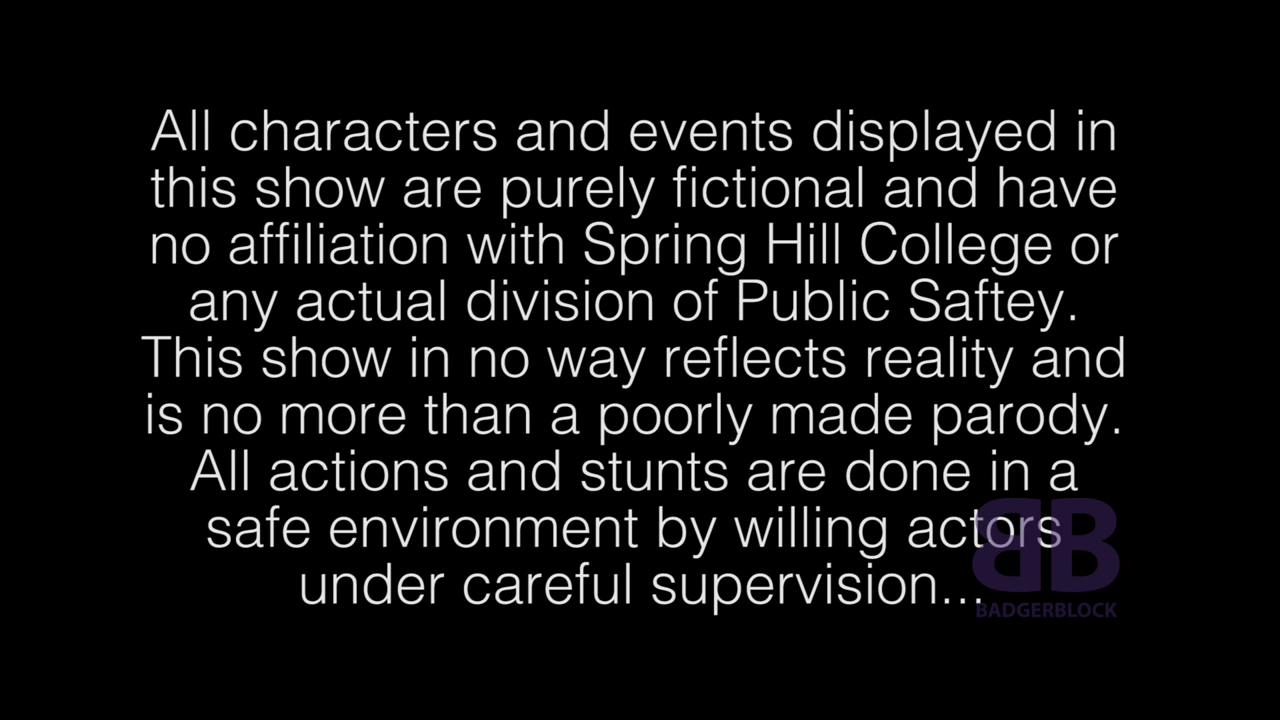 All characters and events displayed in
this show are purely fictional and have
no affiliation with Spring Hill College or
any actual division of Public Saftey.
This show in no way reflects reality and
is no more than a poorly made parody.
All actions and stunts are done in a
safe environment by willing actors
under careful supervision...
BB
BADGERBLOCK